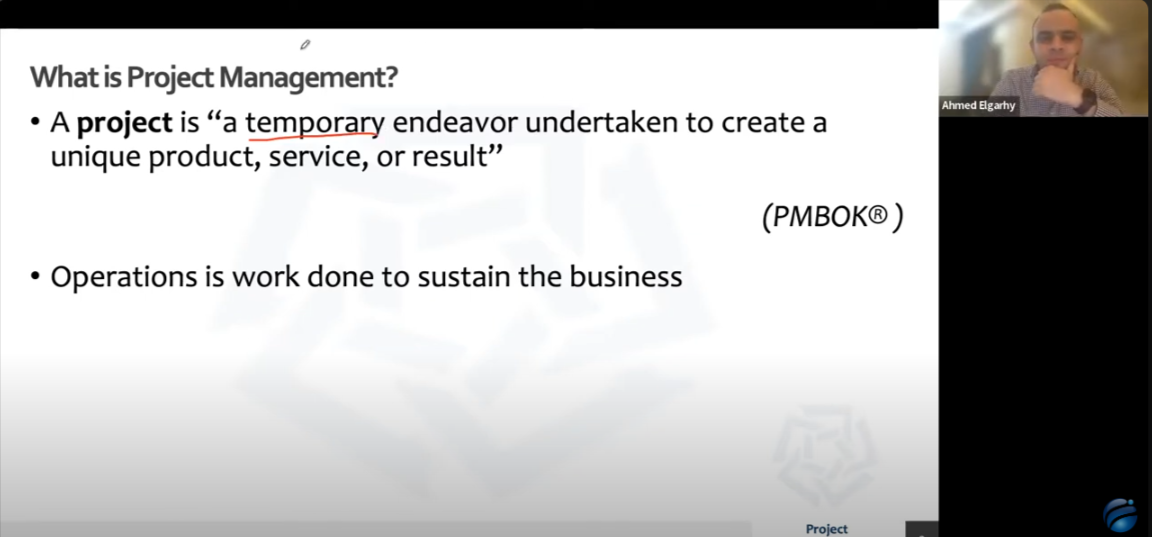 What is Project Management?
• A project is “a temporary endeavor undertaken to create a
unique product, service, or result”
(PMBOK® )
• Operations is work done to sustain the business
Project
Ahmed Elgarhy